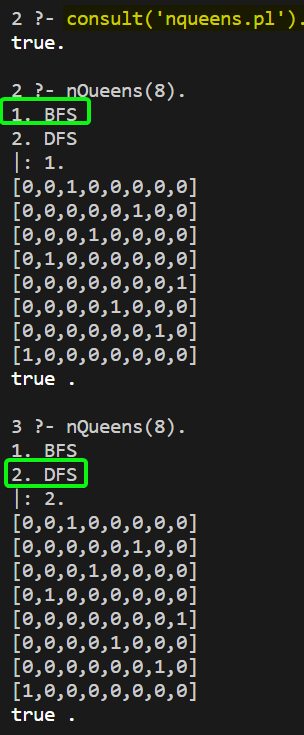 2 ?- consult('nqueens.pl').
true.
2 ?- nQueens(8).
1. BFS
2. DFS
|: 1.
[0,0,1,0,0,0,0,0]
[0,0,0,0,0,1,0,0]
[0,0,0,1,0,0,0,0]
[0,1,0,0,0,0,0,0]
[0,0,0,0,0,0,0,1]
[0,0,0,0,1,0,0,0]
[0,0,0,0,0,0,1,0]
[1,0,0,0,0,0,0,0]
true .
3 ?- nQueens(8).
1. BFS
2. DFS
|: 2.
[0,0,1,0,0,0,0,0]
[0,0,0,0,0,1,0,0]
[0,0,0,1,0,0,0,0]
[0,1,0,0,0,0,0,0]
[0,0,0,0,0,0,0,1]
[0,0,0,0,1,0,0,0]
[0,0,0,0,0,0,1,0]
[1,0,0,0,0,0,0,0]
true .